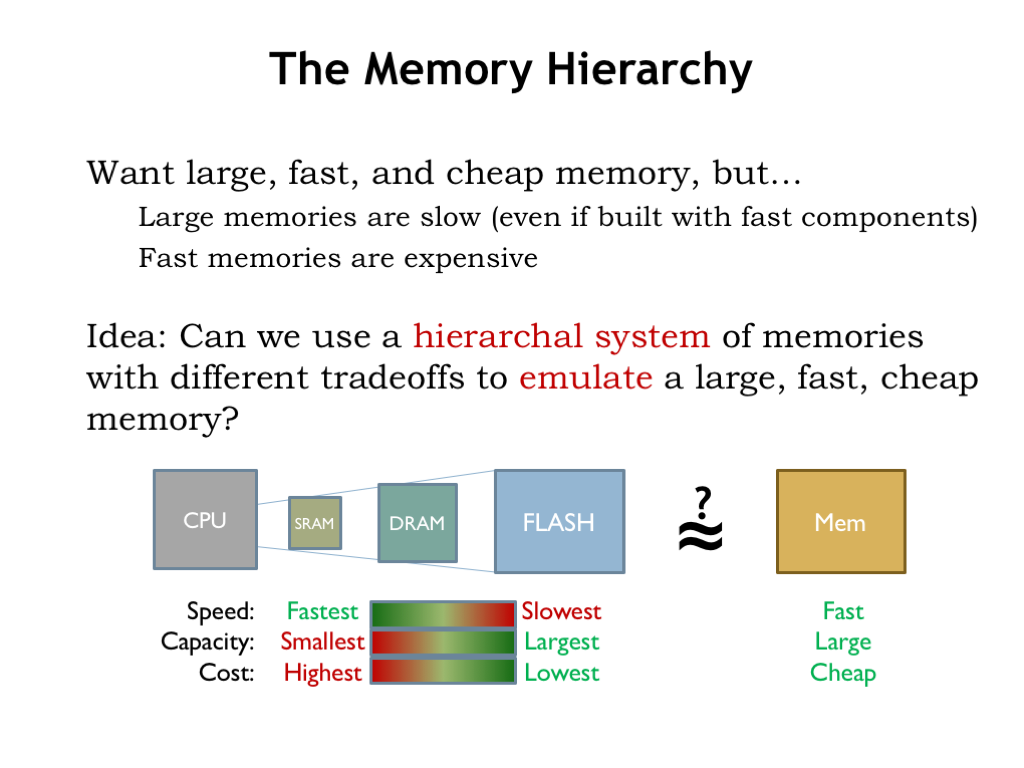 The Memory Hierarchy
Want large, fast, and cheap memory, but…
Large memories are slow (even if built with fast components)
Fast memories are expensive
Idea: Can we use a hierarchal system of memories
with different tradeoffs to emulate a large, fast, cheap
memory?
CPU SRAM DRAM FLASH ? ≈ Mem
Speed: Fastest Slowest Fast
Capacity: Smallest Largest Large
Cost: Highest Lowest Cheap